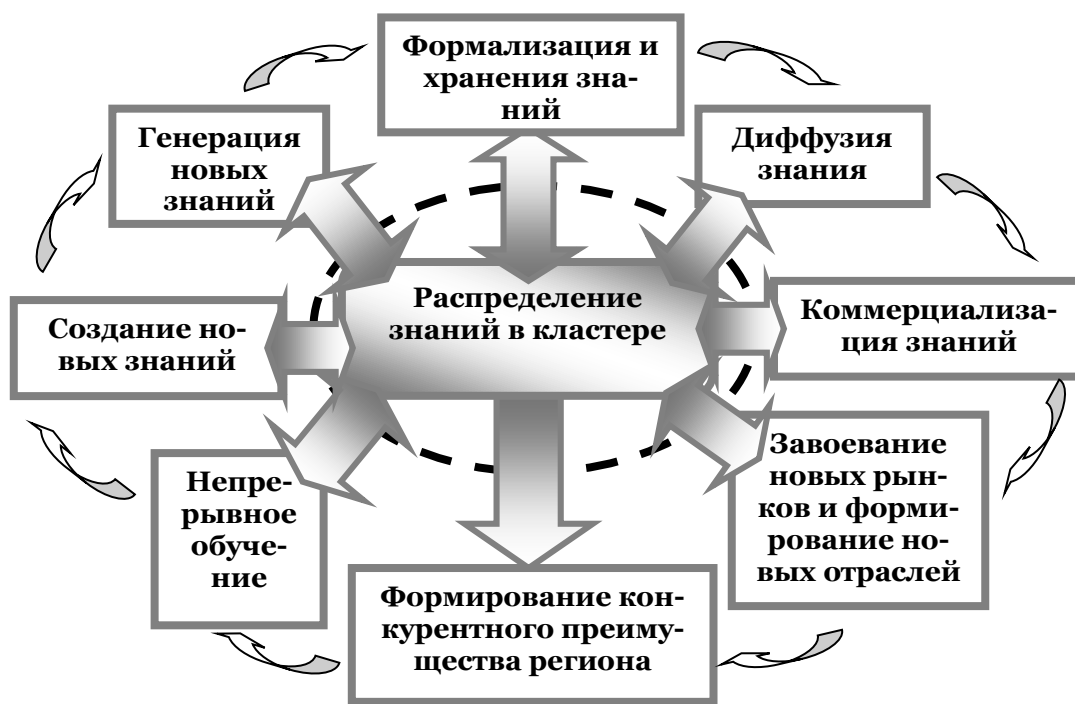 Формализация и
хранения зна-
ний
Генерация
новых
знаний
Диффузия
знания
Распределение
знаний в кластере
Создание но-
вых знаний
Коммерциализа-
ция знаний
Непре-
рывное
обуче-
ние
Завоевание
новых рын-
ков и форми-
рование но-
вых отраслей
Формирование кон-
курентного преиму-
щества региона